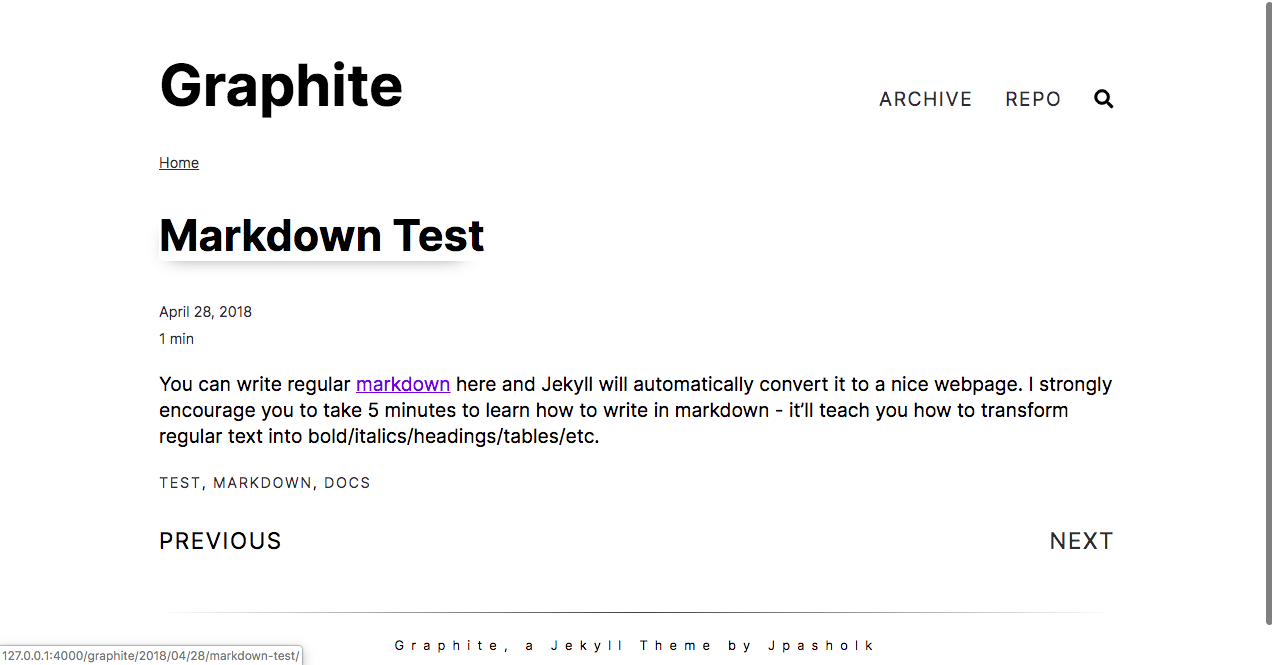 Graphite
ARCHIVE REPO
Home
Markdown Test
April 28, 2018
1 min
You can write regular markdown here and Jekyll will automatically convert it to a nice webpage. I strongly
encourage you to take 5 minutes to learn how to write in markdown - it’ll teach you how to transform
regular text into bold/italics/headings/tables/etc.
TEST, MARKDOWN, DOCS
PREVIOUS NEXT
Graphite, a Jekyll Theme by Jpasholk
127.0.0.1:4000/graphite/2018/04/28/markdown-test/